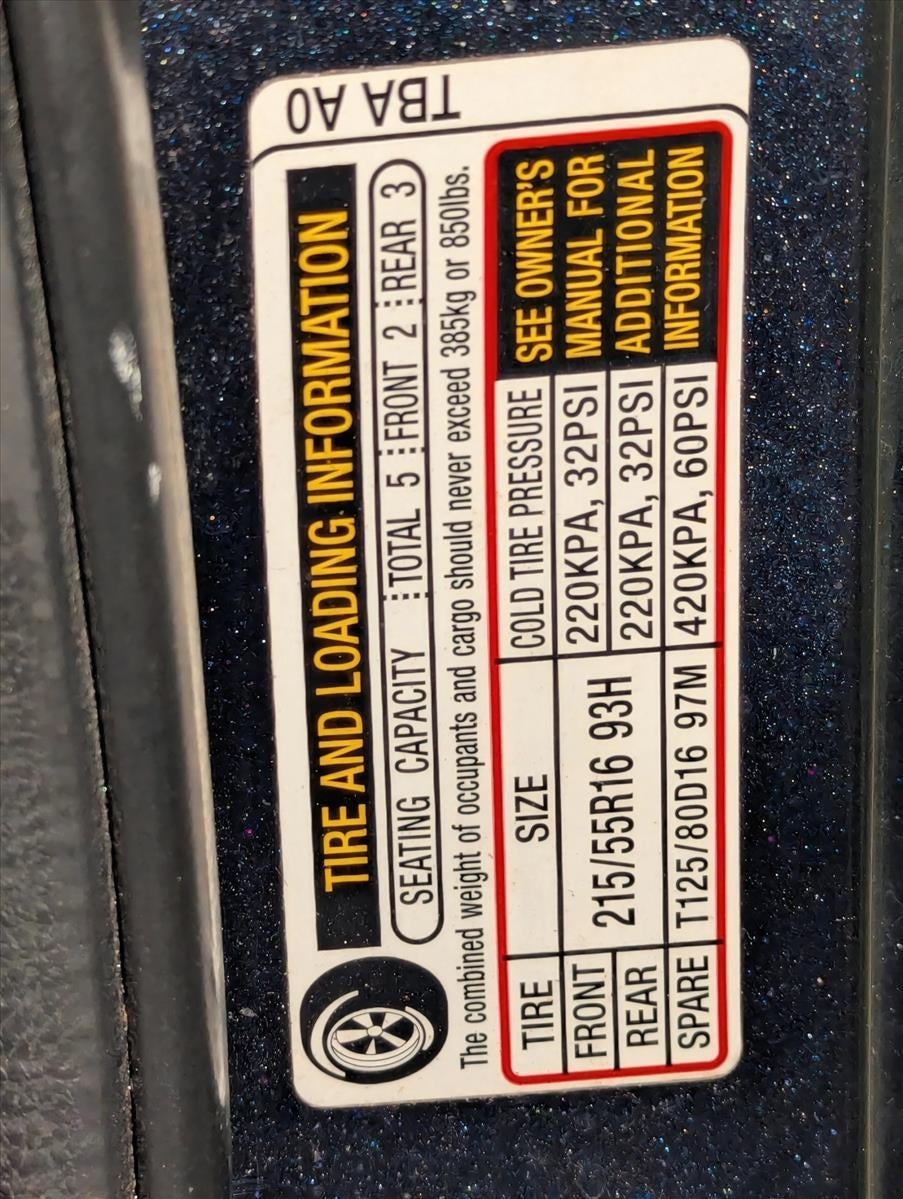 TBA A0
TIRE AND LOADING INFORMATION
SEATING CAPACITY TOTAL 5 FRONT 2 REAR 3
The combined weight of occupants and cargo should never exceed 385kg or 850lbs.
TIRE SIZE COLD TIRE PRESSURE
FRONT 215/55R16 93H 220KPA, 32PSI
REAR 220KPA, 32PSI
SPARE T125/80D16 97M 420KPA, 60PSI
SEE OWNER'S
MANUAL FOR
ADDITIONAL
INFORMATION